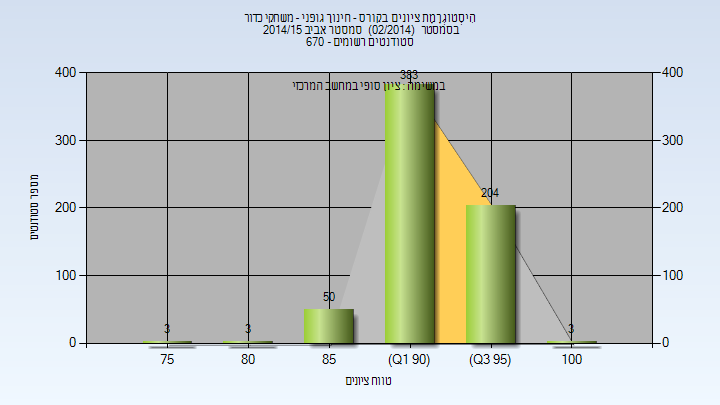 היסטוגרמת ציונים בקורס - חינוך גופני - משחקי כדור
בסמסטר (02/2014) סמסטר אביב 2014/15
סטודנטים רשומים - 670
במשימה : ציון סופי במחשב המרכזי
400 400
300 300
200 200
100 100
0 0
383
204
50
3 3 3
75 80 85 (Q1 90) (Q3 95) 100
מספר סטודנטים
טווח ציונים